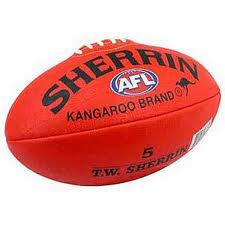 SHERRIN
AFL
KANGAROO BRAND
5
T.W. SHERRIN